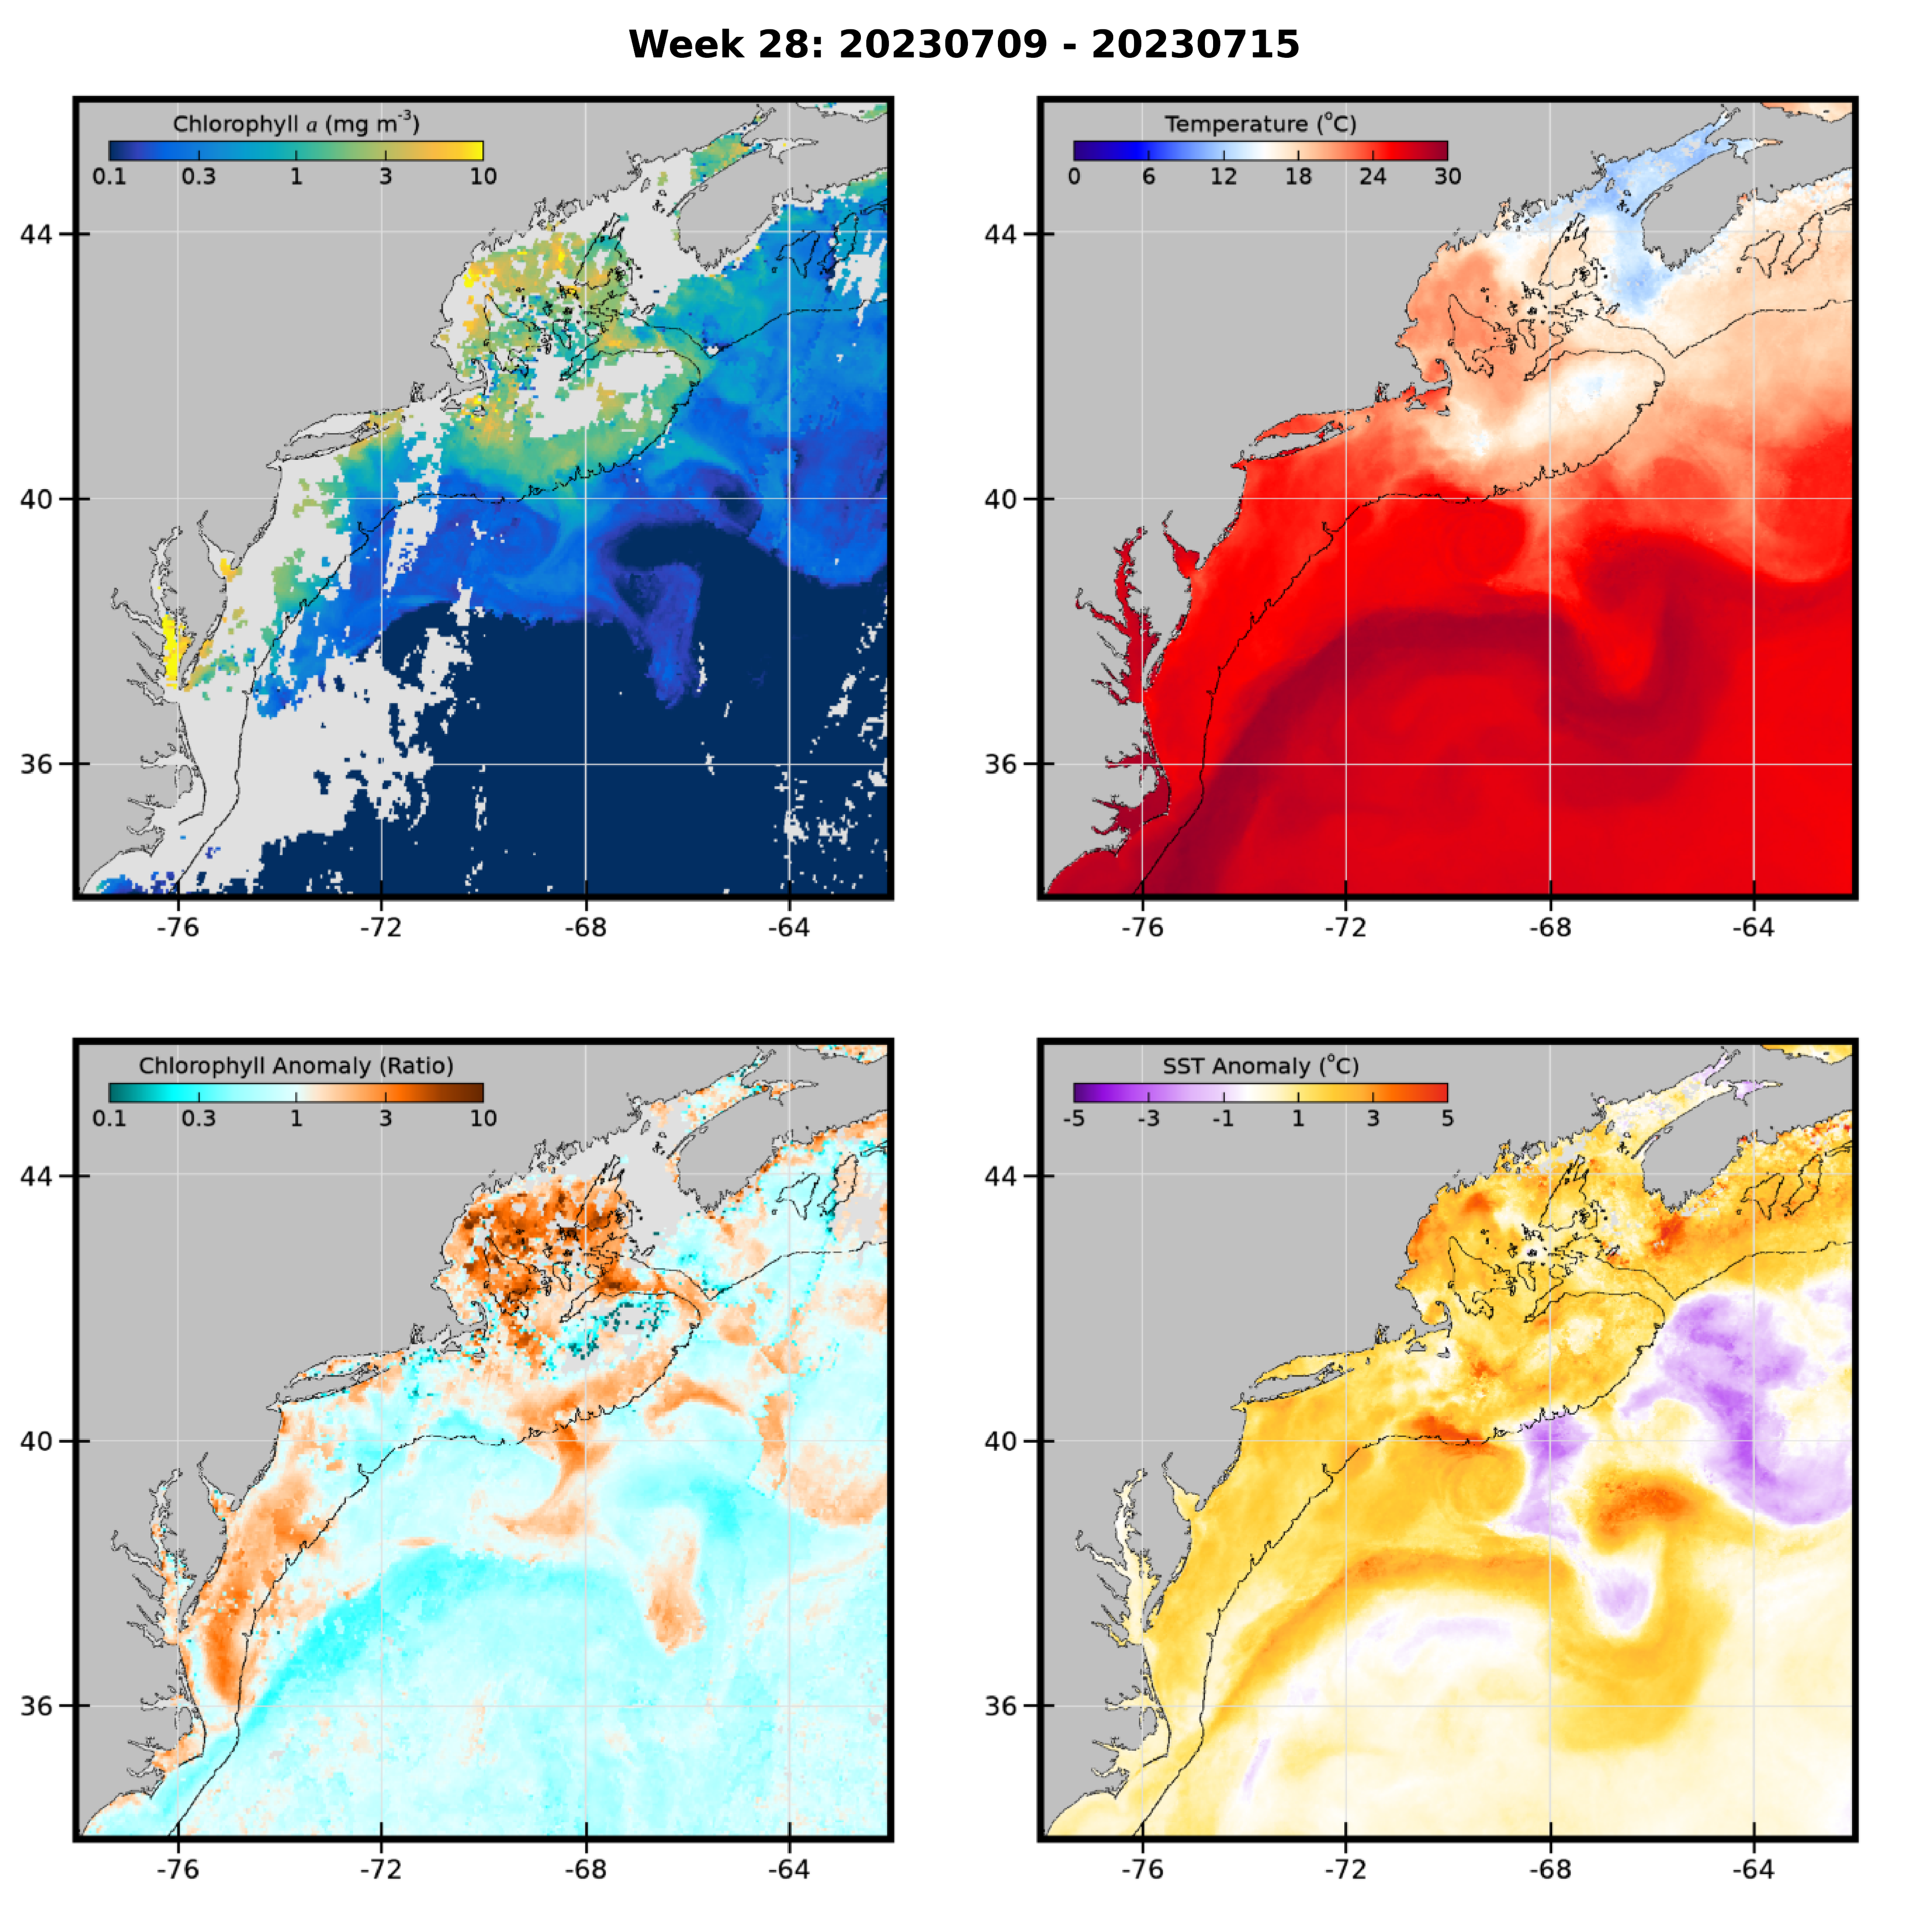 Week 28: 20230709 - 20230715
Chlorophyll a (mg m-3)
0.1 0.3 1 3 10
44
40
36
-76 -72 -68 -64
Temperature (°C)
0 6 12 18 24 30
44
40
36
-76 -72 -68 -64
Chlorophyll Anomaly (Ratio)
0.1 0.3 1 3 10
44
40
36
-76 -72 -68 -64
SST Anomaly (°C)
-5 -3 -1 1 3 5
44
40
36
-76 -72 -68 -64